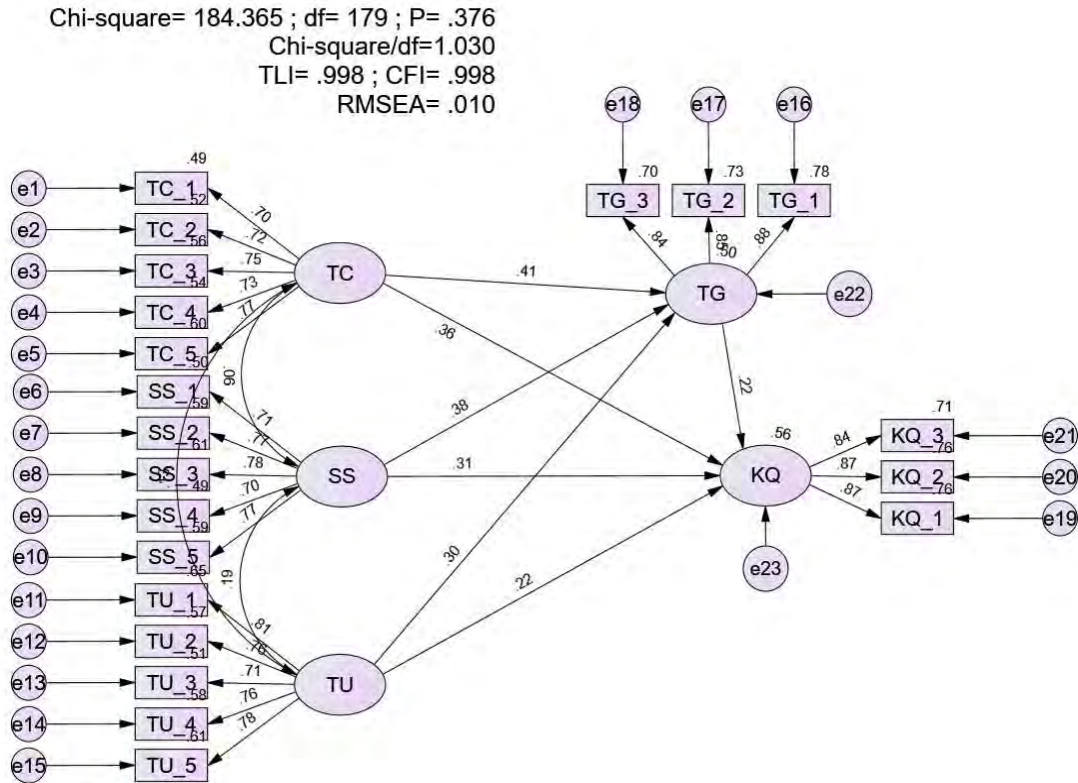 Chi-square= 184.365 ; df= 179 ; P= .376
Chi-square/df=1.030
TLI= .998 ; CFI= .998
RMSEA= .010
e18 e17 e16
.49 .70 .73 .78
e1 TC_1 TG_3 TG_2 TG_1
.52 .70 .84 .85 .88
e2 TC_2 .72
.56 .50
e3 TC_3 .75 TC .41 TG e22
.54
e4 TC_4 .73
.60 .77 .36
e5 TC_5
.50 .06 .22
e6 SS_1
.59 .71 .38 .71
e7 SS_2 .77 .56 .84 KQ_3 e21
.61 .76
e8 SS_3 .78 SS .31 KQ .87 KQ_2 e20
.49 .76
e9 SS_4 .70 .87 KQ_1 e19
.59 .77
e10 SS_5 .30 e23
.65 .19 .22
e11 TU_1
.57 .81
e12 TU_2 .76
.51
e13 TU_3 .71 TU
.58
e14 TU_4 .76
.61 .78
e15 TU_5